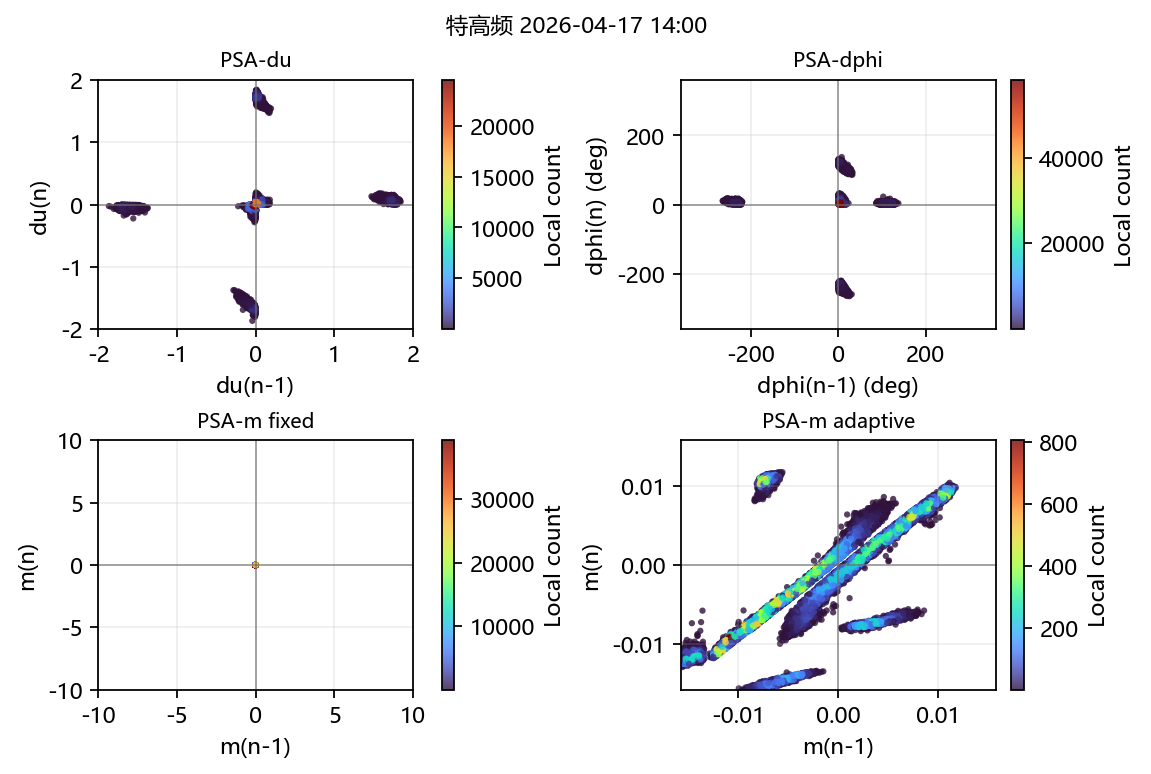 特高频 2026-04-17 14:00
PSA-du
2
1
0
-1
-2
-2
-1
0
1
2
du(n)
du(n-1)
20000
15000
10000
5000
Local count
PSA-dphi
200
0
-200
-200
0
200
dphi(n) (deg)
dphi(n-1) (deg)
40000
20000
Local count
PSA-m fixed
10
5
0
-5
-10
-10
-5
0
5
10
m(n)
m(n-1)
30000
20000
10000
Local count
PSA-m adaptive
0.01
0.00
-0.01
-0.01
0.00
0.01
m(n)
m(n-1)
800
600
400
200
Local count